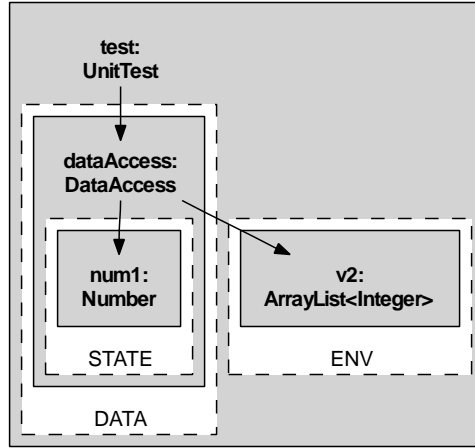 test:
UnitTest
dataAccess:
DataAccess
num1:
Number
v2:
ArrayList<Integer>
STATE
ENV
DATA